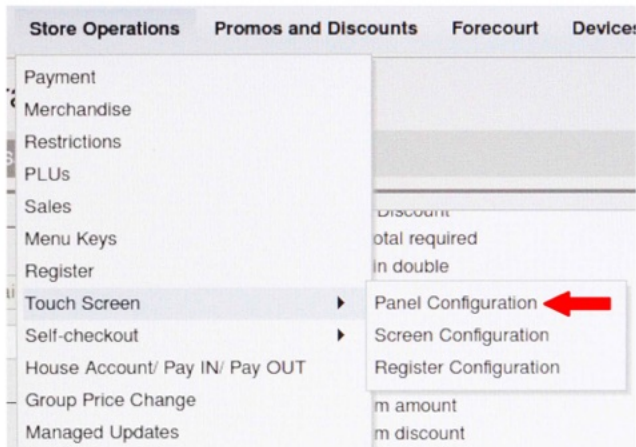 Store Operations Promos and Discounts Forecourt Devices
Payment
Merchandise
Restrictions
PLUs
Sales
Menu Keys
Register
Touch Screen
Self-checkout
House Account/ Pay IN/ Pay OUT
Group Price Change
Managed Updates
Discount
otal required
in double
Panel Configuration
Screen Configuration
Register Configuration
m amount
m discount